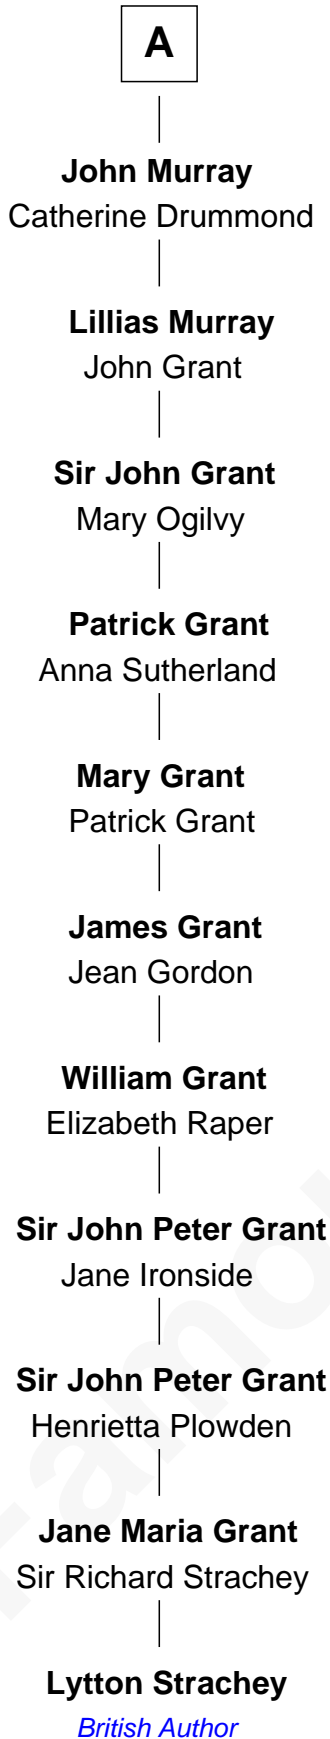 A
John Murray
Catherine Drummond
Lillias Murray
John Grant
Sir John Grant
Mary Ogilvy
Patrick Grant
Anna Sutherland
Mary Grant
Patrick Grant
James Grant
Jean Gordon
William Grant
Elizabeth Raper
Sir John Peter Grant
Jane Ironside
Sir John Peter Grant
Henrietta Plowden
Jane Maria Grant
Sir Richard Strachey
Lytton Strachey
British Author